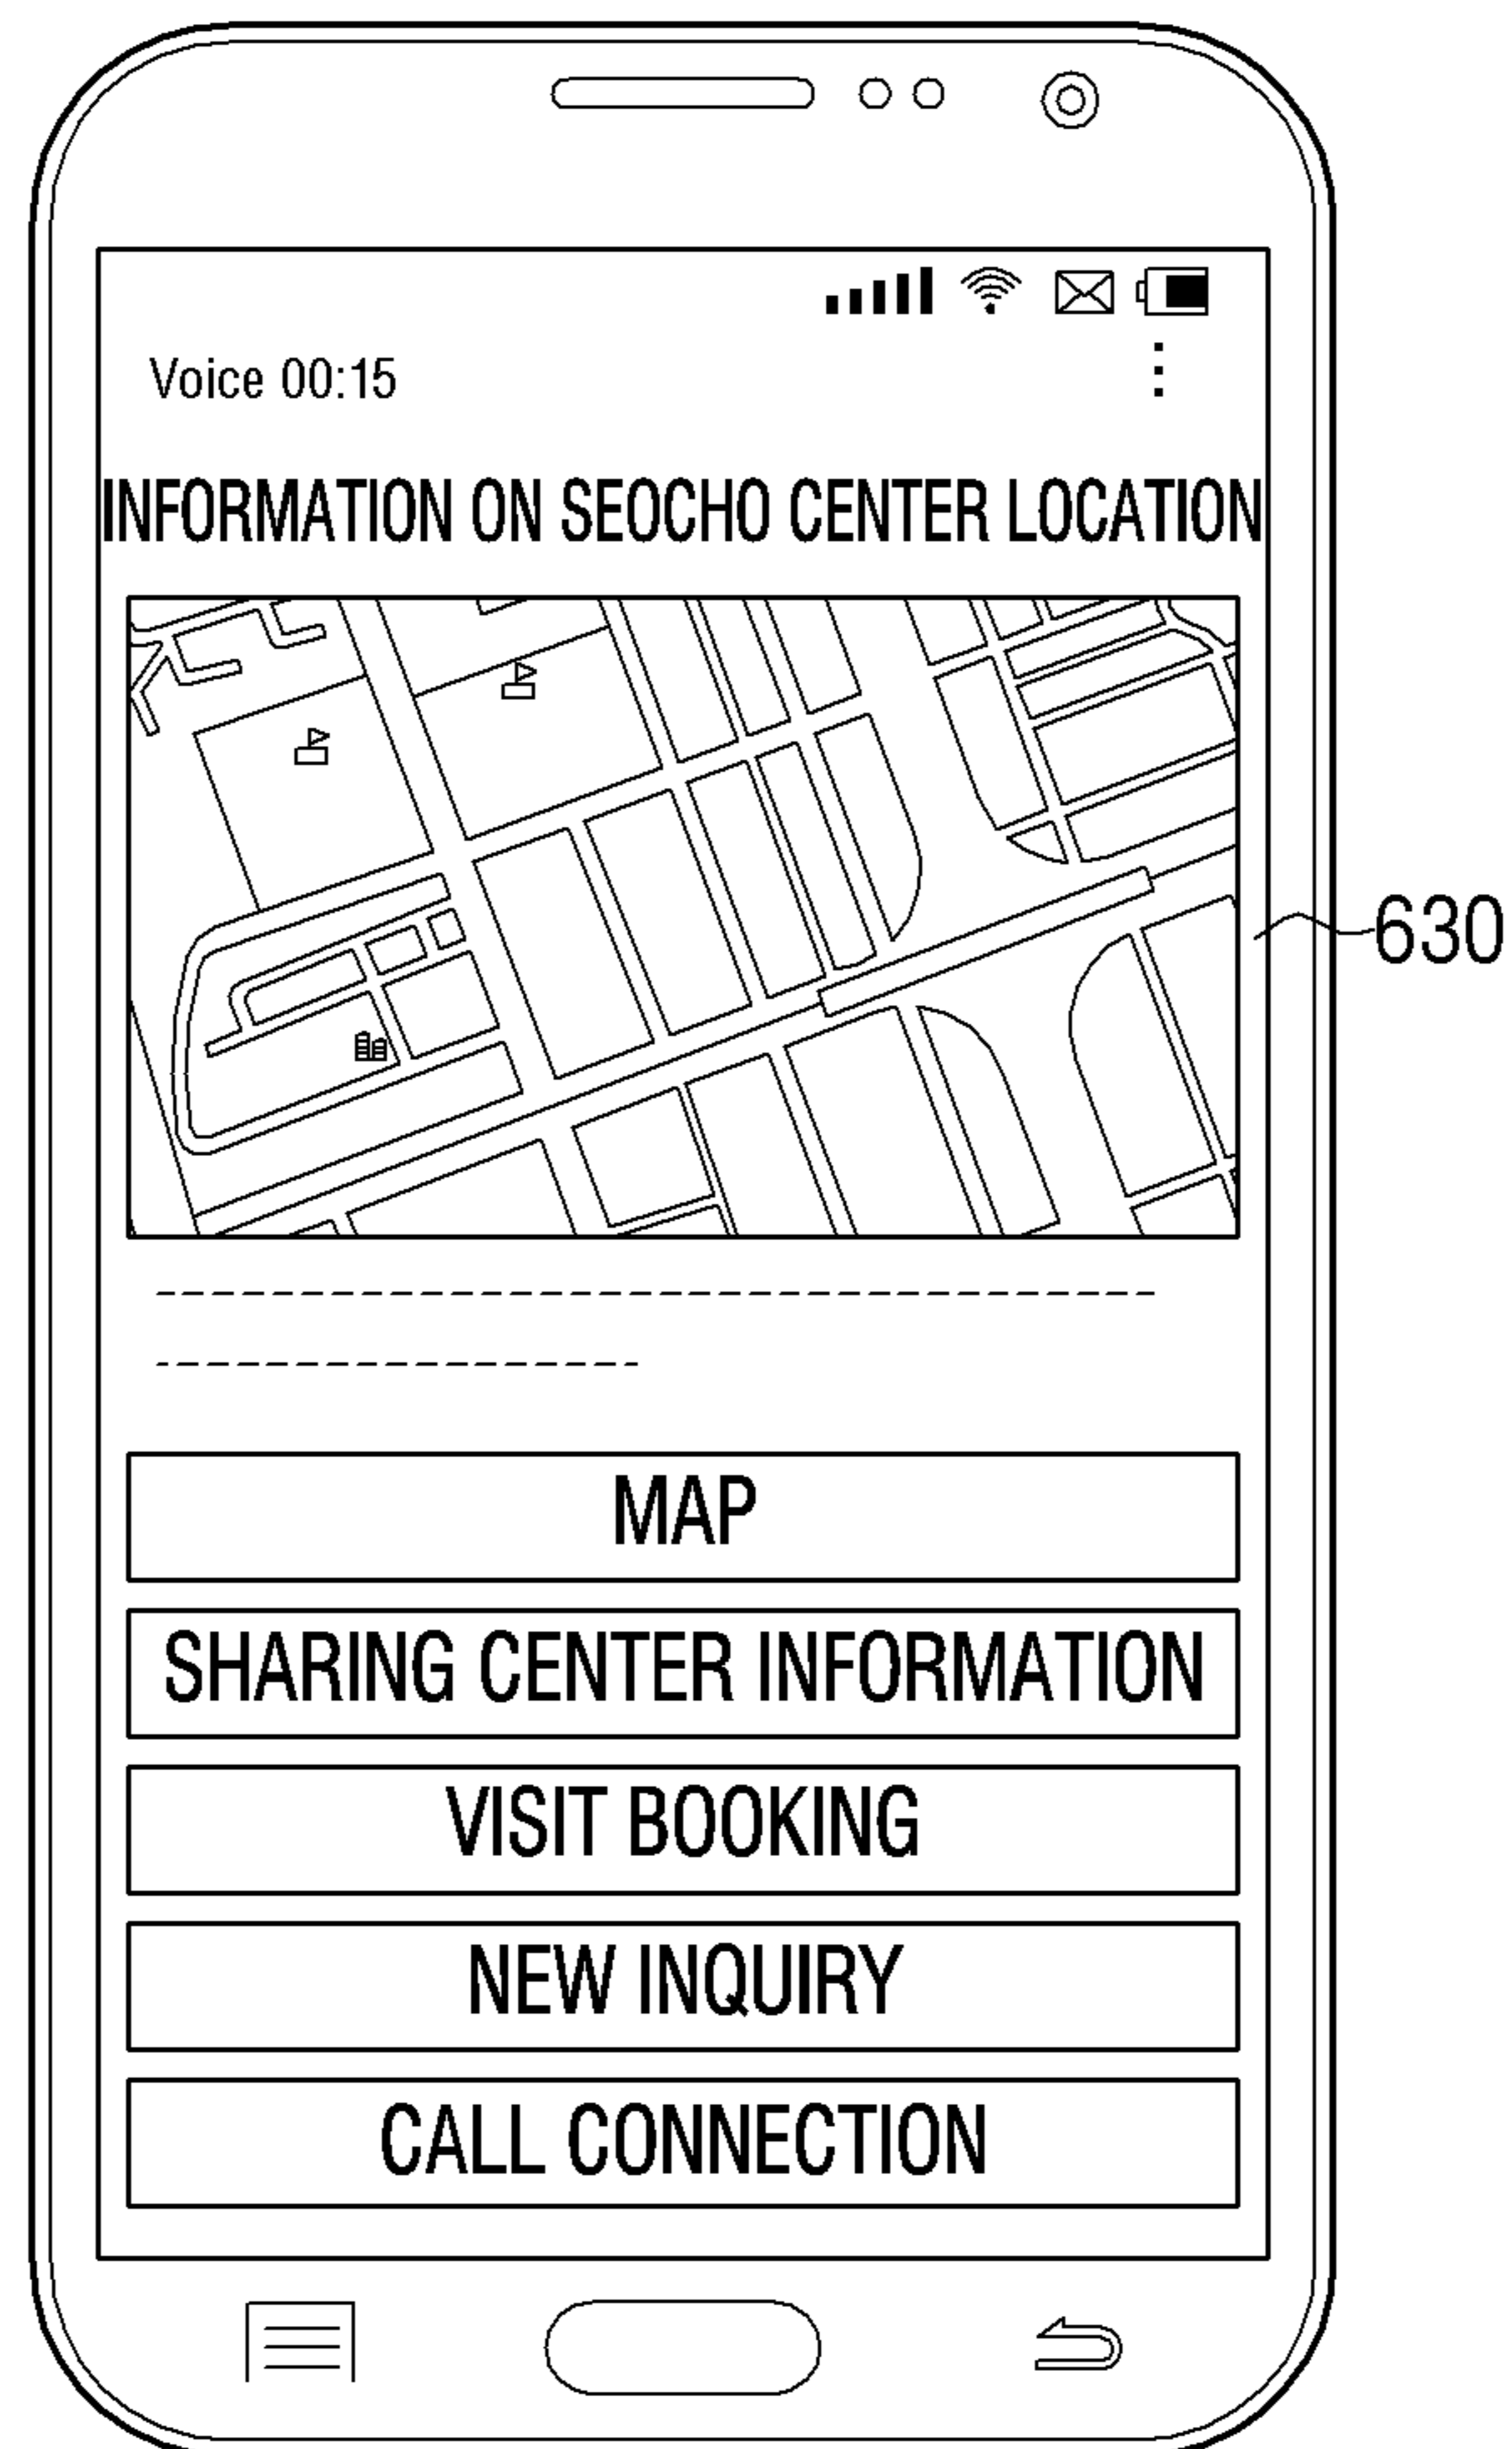 Voice 00:15
INFORMATION ON SEOCHO CENTER LOCATION
630
MAP
SHARING CENTER INFORMATION
VISIT BOOKING
NEW INQUIRY
CALL CONNECTION